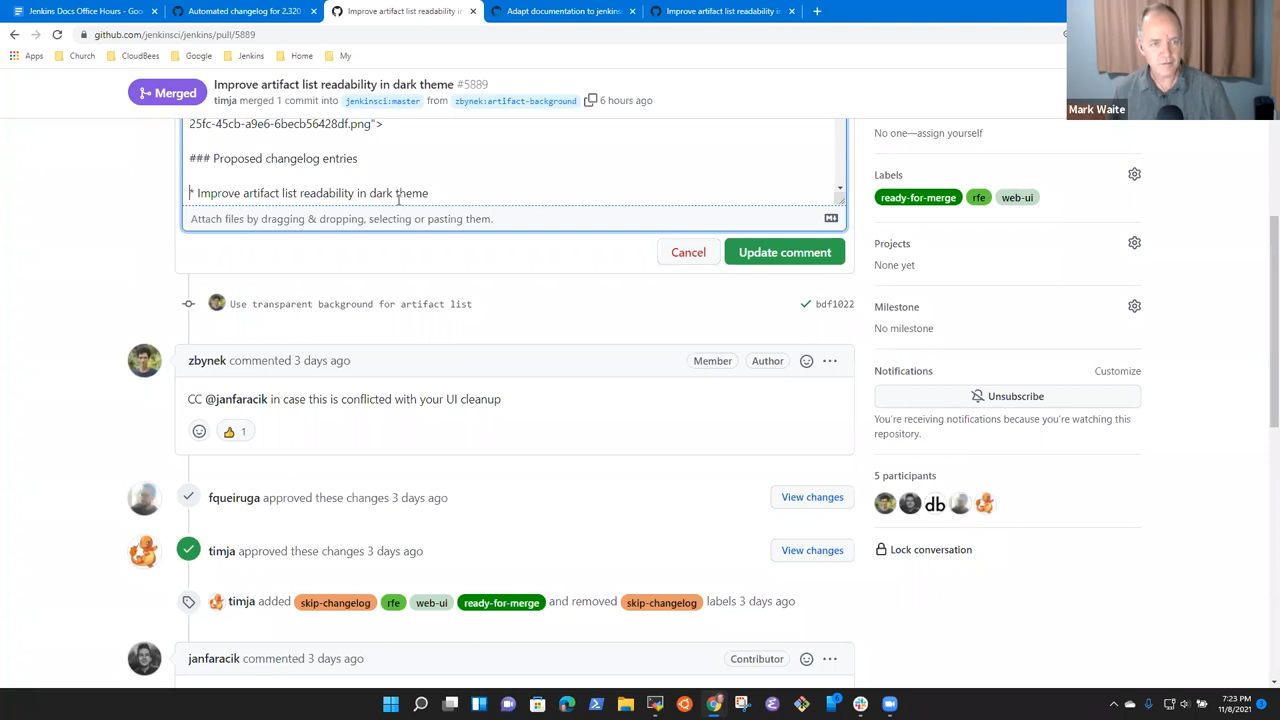 Jenkins Docs Office Hours - Goo
Automated changelog for 2.320
Improve artifact list readability in
Adapt documentation to jenkins
Improve artifact list readability in
github.com/jenkinsci/jenkins/pull/5889
Apps
Church
CloudBees
Google
Jenkins
Home
My
Merged
Improve artifact list readability in dark theme #5889
timja merged 1 commit into jenkinsci:master from zbynek:artifact-background 6 hours ago
Mark Waite
25fc-45cb-a9e6-6becb56428df.png">
### Proposed changelog entries
* Improve artifact list readability in dark theme
Attach files by dragging & dropping, selecting or pasting them.
Cancel
Update comment
Use transparent background for artifact list
bdf1022
zbynek commented 3 days ago
Member
Author
CC @janfaracik in case this is conflicted with your UI cleanup
👍 1
fqueiruga approved these changes 3 days ago
View changes
timja approved these changes 3 days ago
View changes
timja added skip-changelog rfe web-ui ready-for-merge and removed skip-changelog labels 3 days ago
janfaracik commented 3 days ago
Contributor
No one—assign yourself
Labels
ready-for-merge rfe web-ui
Projects
None yet
Milestone
No milestone
Notifications
Customize
Unsubscribe
You're receiving notifications because you're watching this
repository.
5 participants
db
Lock conversation
7:23 PM
11/8/2021